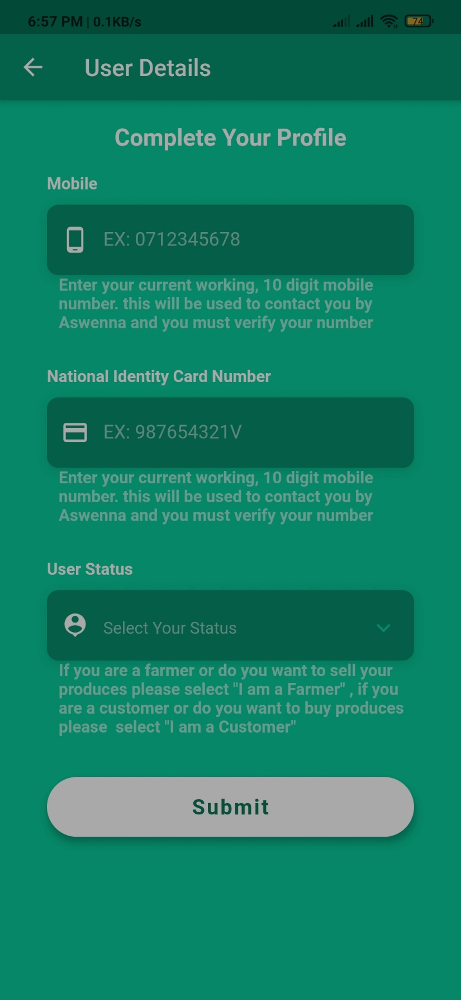 6:57 PM | 0.1KB/s
74
User Details
Complete Your Profile
Mobile
EX: 0712345678
Enter your current working, 10 digit mobile
number. this will be used to contact you by
Aswenna and you must verify your number
National Identity Card Number
EX: 987654321V
Enter your current working, 10 digit mobile
number. this will be used to contact you by
Aswenna and you must verify your number
User Status
Select Your Status
If you are a farmer or do you want to sell your
produces please select "I am a Farmer" , if you
are a customer or do you want to buy produces
please  select "I am a Customer"
Submit